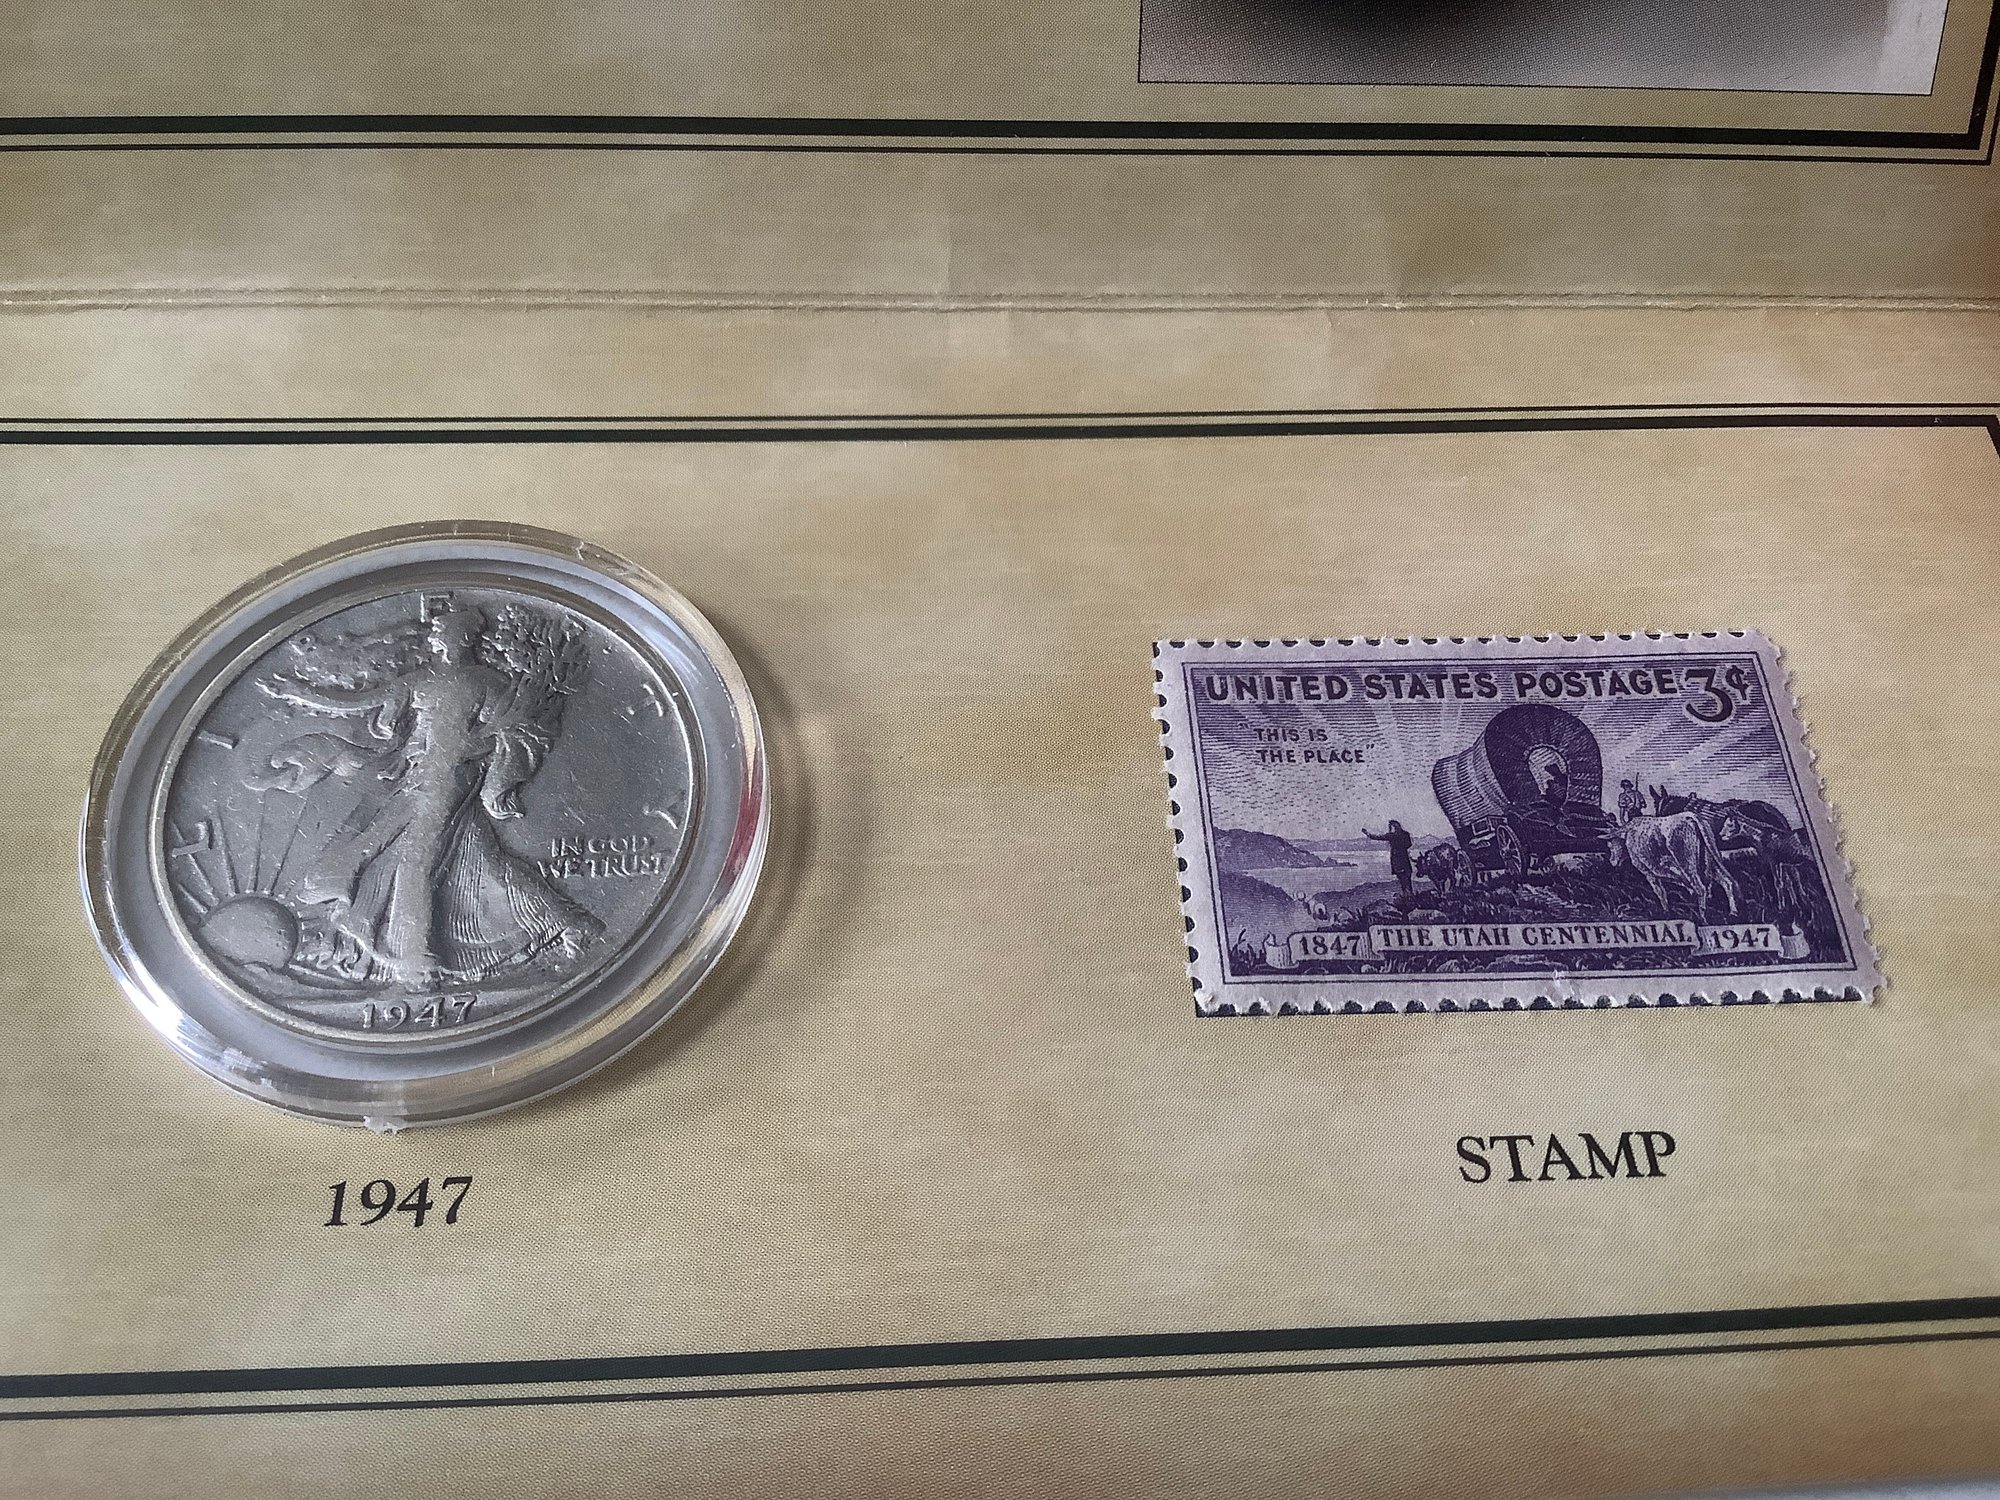 LIBERTY
IN GOD
WE TRUST
1947
1947
UNITED STATES POSTAGE 3¢
"THIS IS
THE PLACE"
1847 THE UTAH CENTENNIAL 1947
STAMP